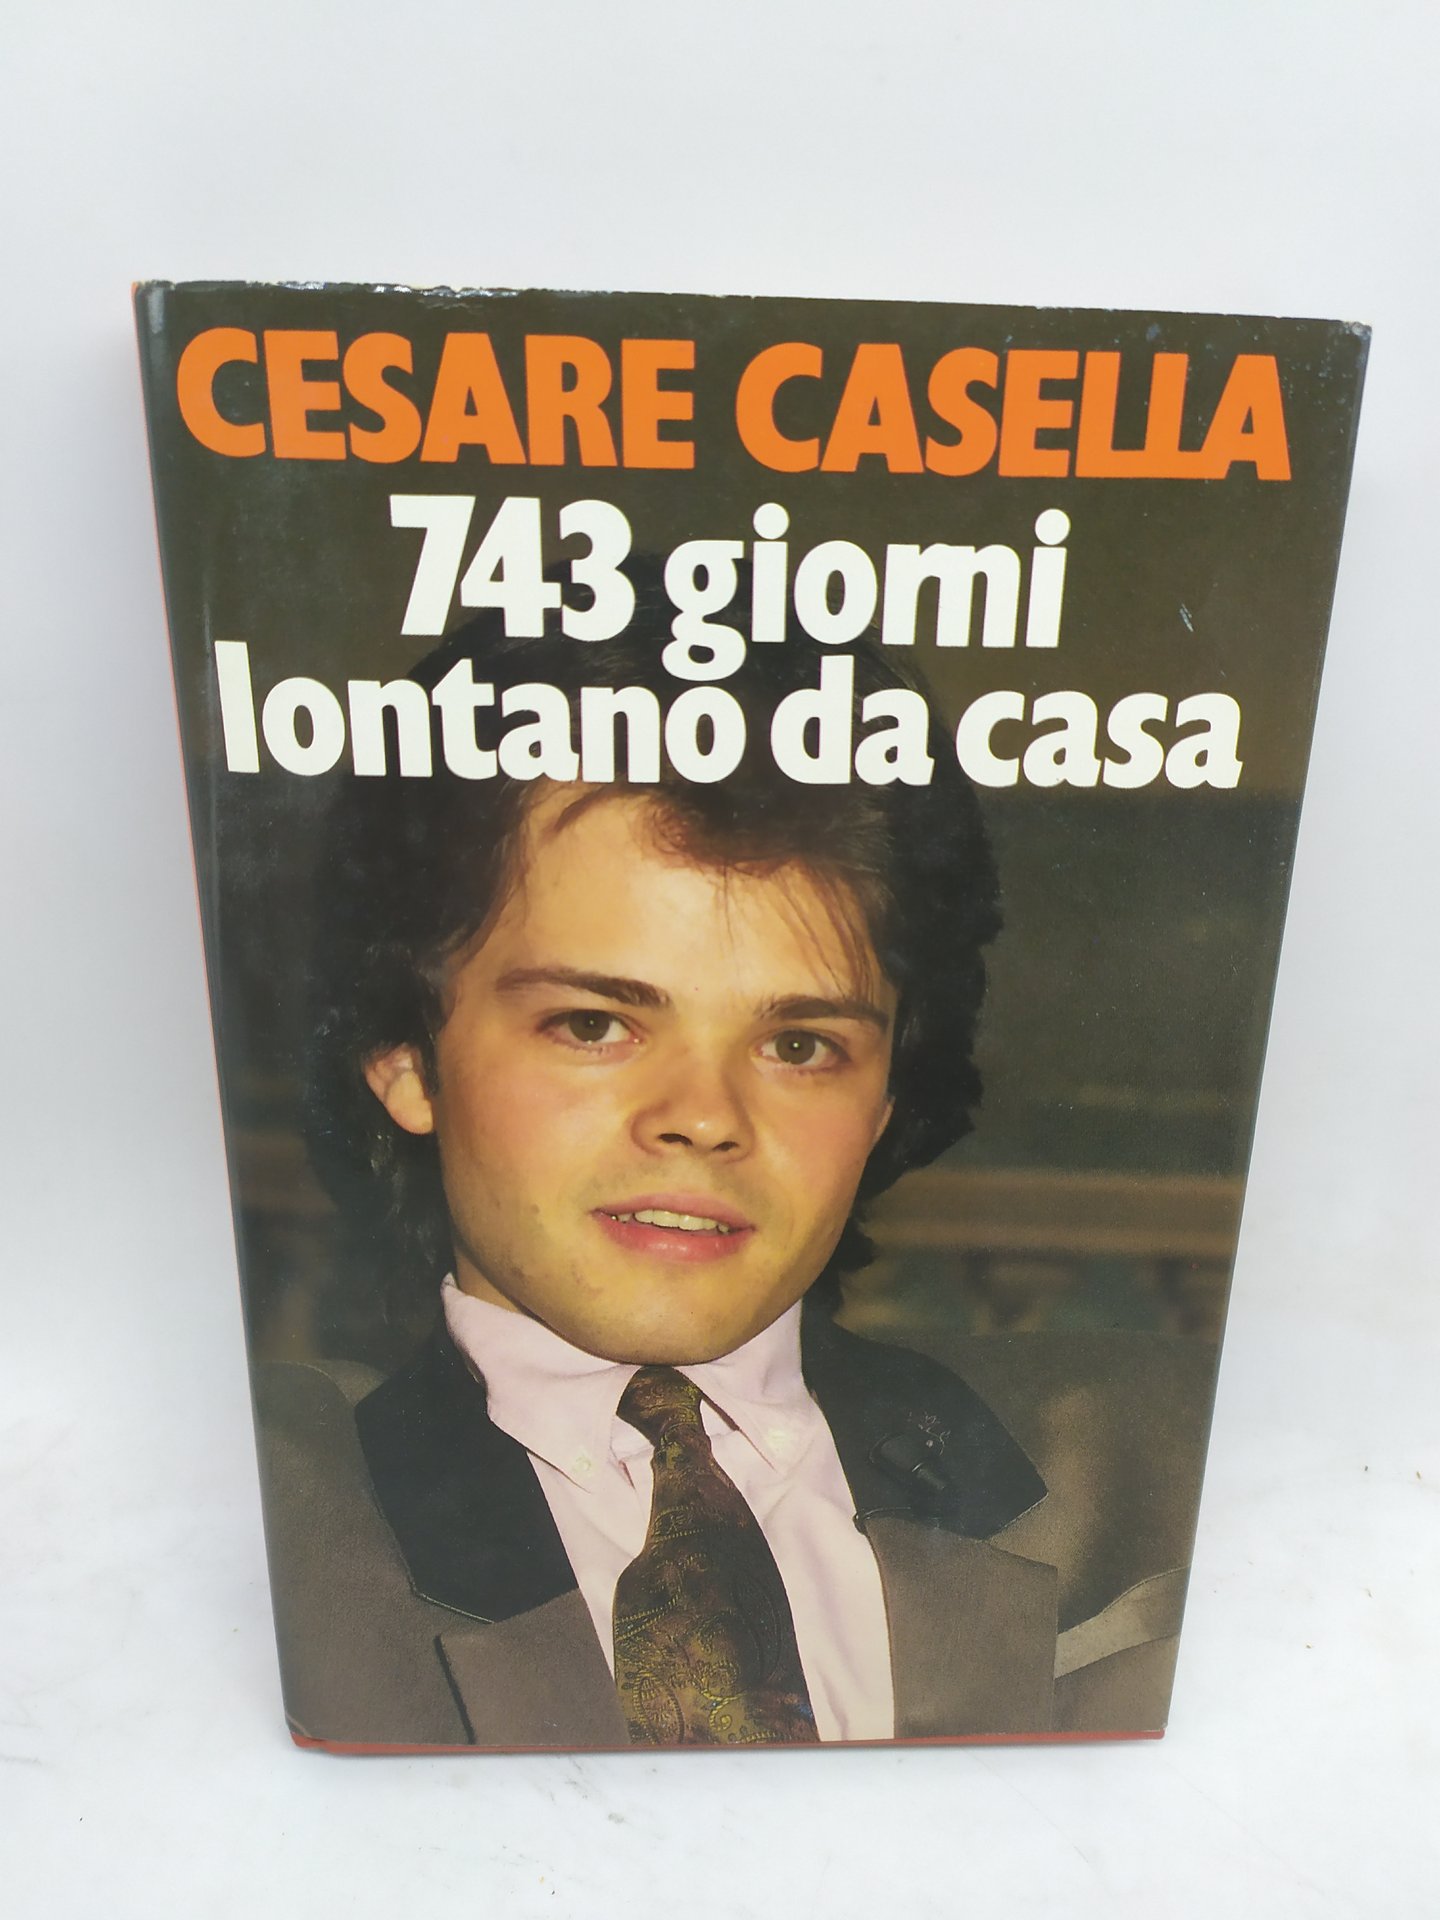 CESARE CASELLA
743 giorni
lontano da casa